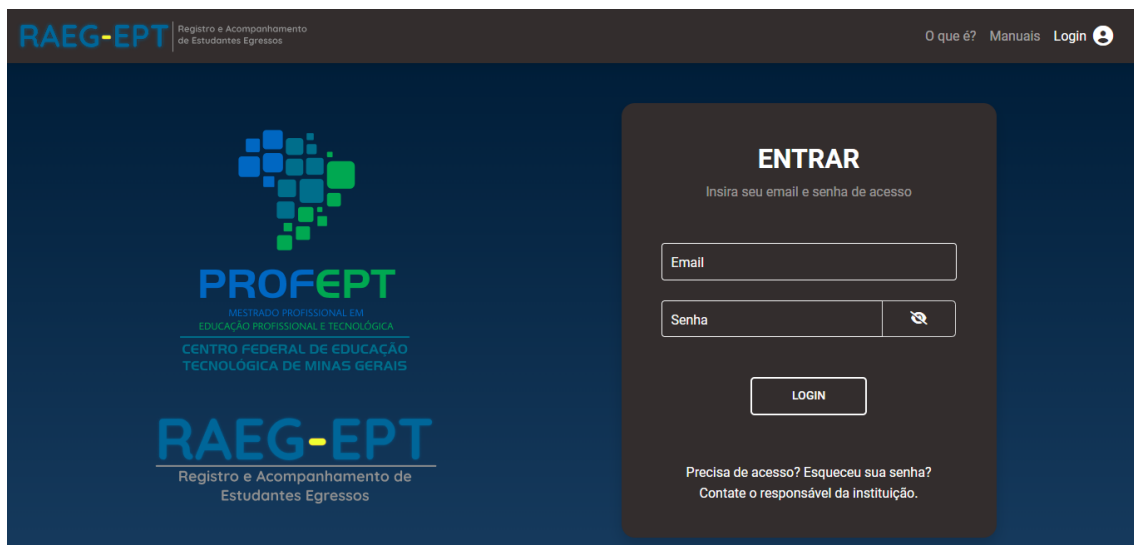 RAEG-EPT
Registro e Acompanhamento
de Estudantes Egressos
O que é? Manuais Login
PROFEPT
MESTRADO PROFISSIONAL EM
EDUCAÇÃO PROFISSIONAL E TECNOLÓGICA
CENTRO FEDERAL DE EDUCAÇÃO
TECNOLÓGICA DE MINAS GERAIS
RAEG-EPT
Registro e Acompanhamento de
Estudantes Egressos
ENTRAR
Insira seu email e senha de acesso
Email
Senha
LOGIN
Precisa de acesso? Esqueceu sua senha?
Contate o responsável da instituição.